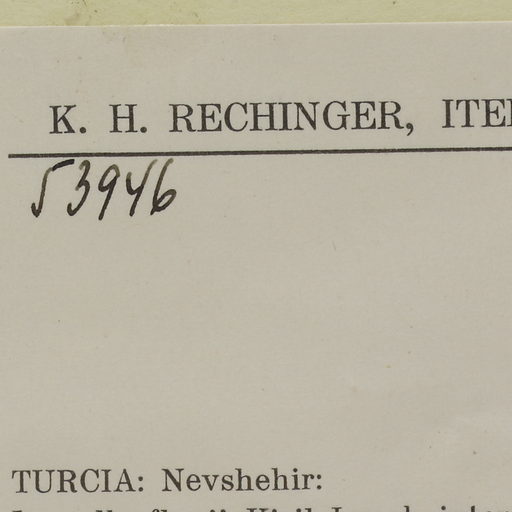 K. H. RECHINGER, ITE
53946
TURCIA: Nevshehir: